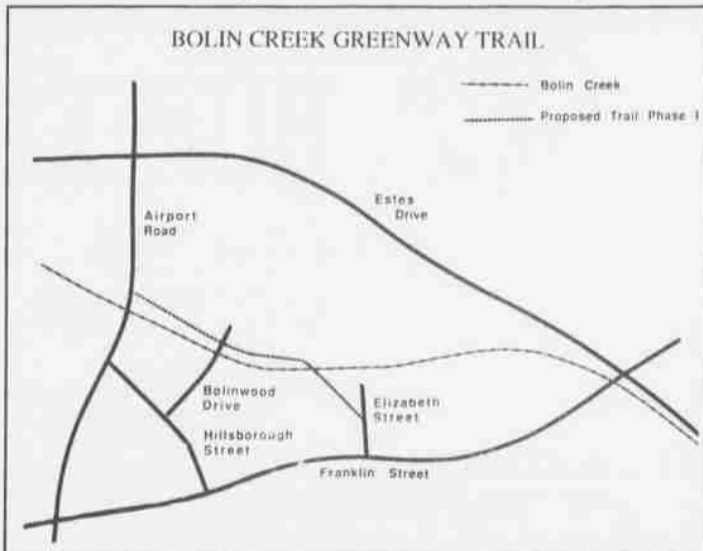 BOLIN CREEK GREENWAY TRAIL
Bolin Creek
Proposed Trail Phase I
Estes
Drive
Airport
Road
Bolinwood
Drive
Elizabeth
Street
Hillsborough
Street
Franklin Street